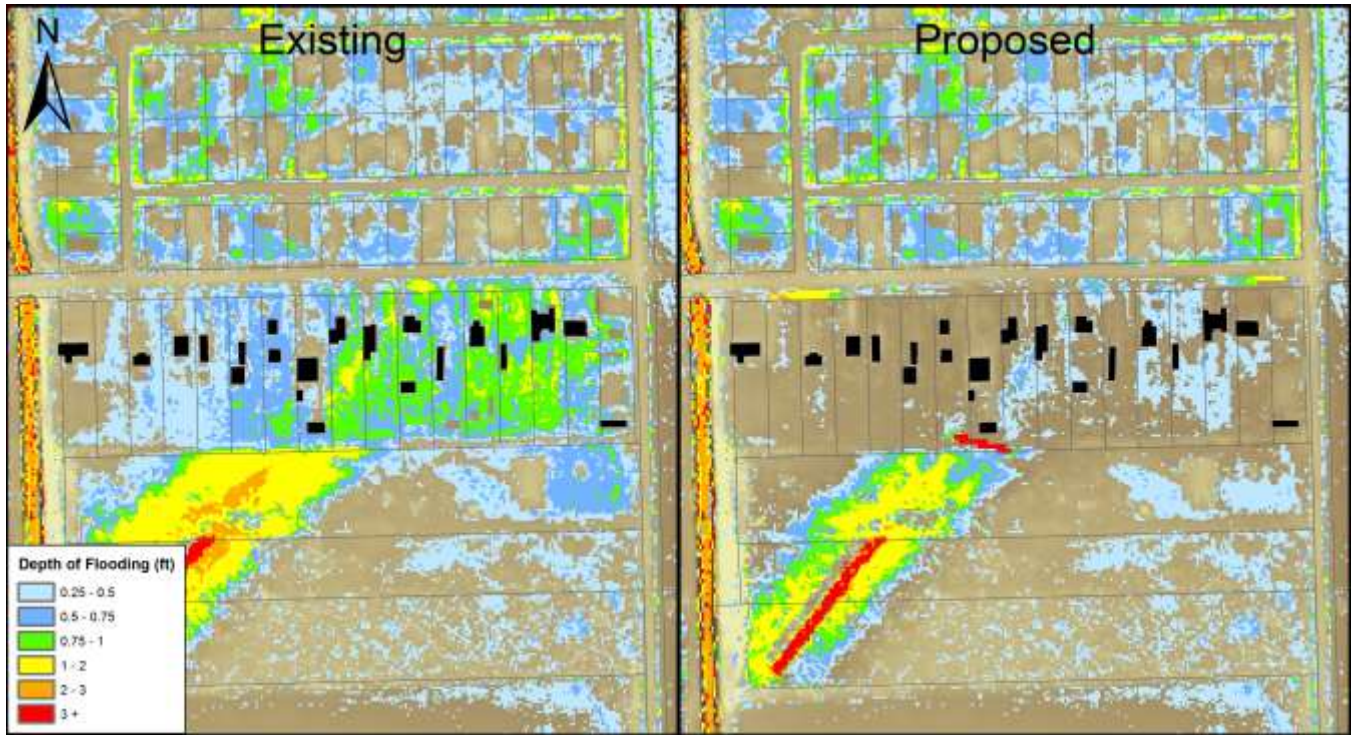 N
Existing
Proposed
Depth of Flooding (ft)
0.25 - 0.5
0.5 - 0.75
0.75 - 1
1 - 2
2 - 3
3 +